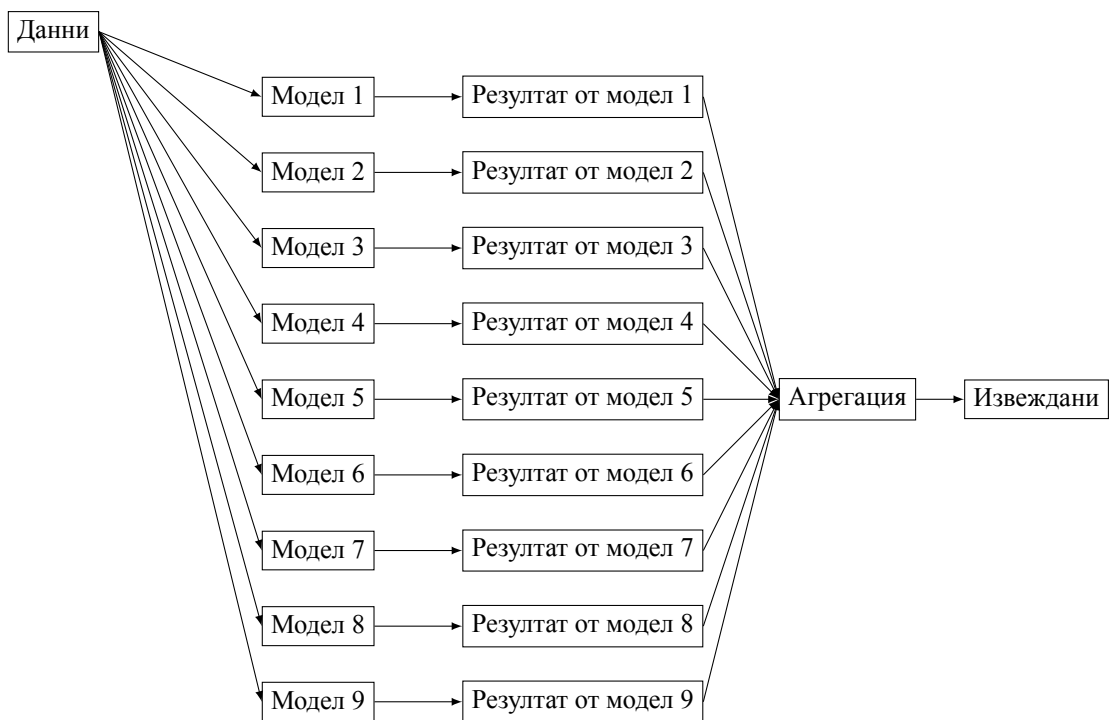 Данни
Модел 1
Резултат от модел 1
Модел 2
Резултат от модел 2
Модел 3
Резултат от модел 3
Модел 4
Резултат от модел 4
Модел 5
Резултат от модел 5
Агрегация
Извеждани
Модел 6
Резултат от модел 6
Модел 7
Резултат от модел 7
Модел 8
Резултат от модел 8
Модел 9
Резултат от модел 9